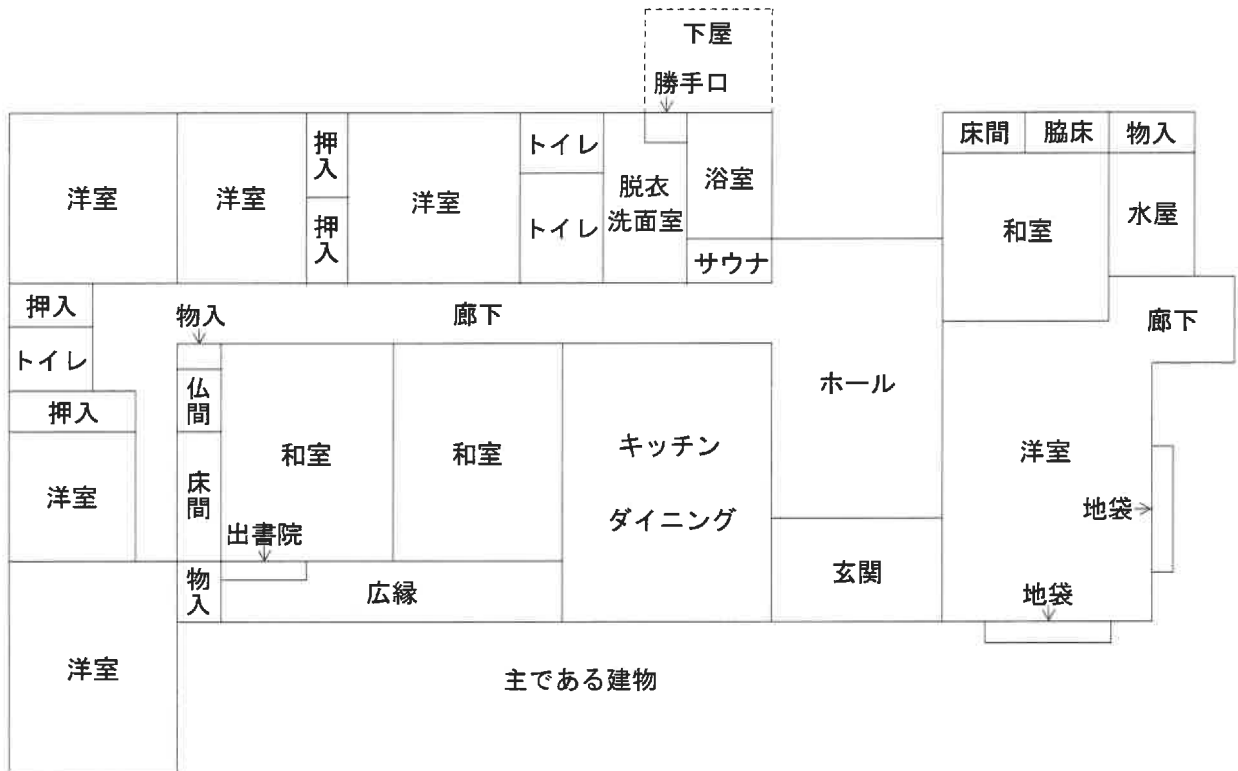 下屋
勝手口
洋室
洋室
押入
押入
洋室
トイレ
トイレ
脱衣
洗面室
浴室
サウナ
床間
脇床
物入
和室
水屋
廊下
押入
トイレ
押入
洋室
物入
廊下
仏間
床間
和室
和室
出書院
物入
広縁
キッチン
ダイニング
ホール
玄関
洋室
地袋
地袋
洋室
主である建物